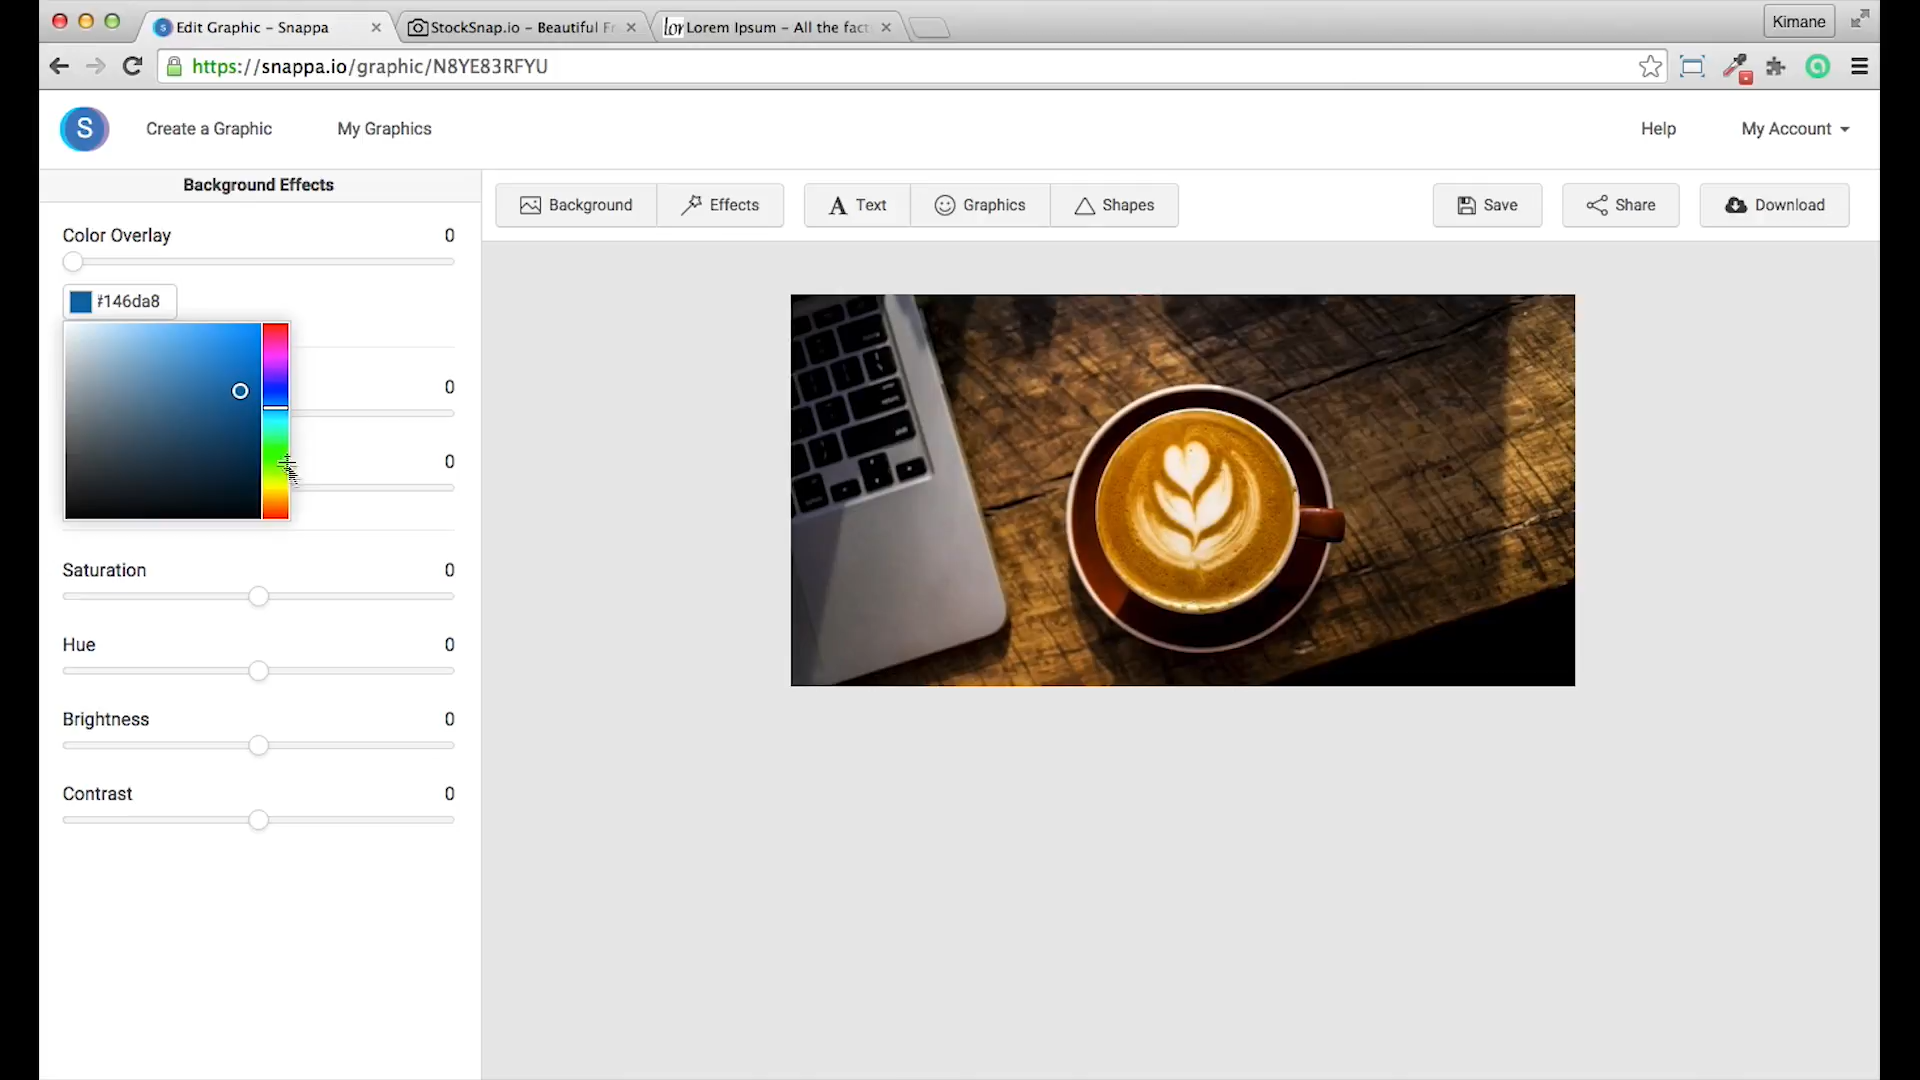 Edit Graphic – Snappa
StockSnap.io – Beautiful Fr
Lorem Ipsum – All the fact
Kimane
https://snappa.io/graphic/N8YE83RFYU
S
Create a Graphic
My Graphics
Help
My Account
Background Effects
Background
Effects
A Text
Graphics
Shapes
Save
Share
Download
Color Overlay 0
#146da8
0
0
Saturation 0
Hue 0
Brightness 0
Contrast 0